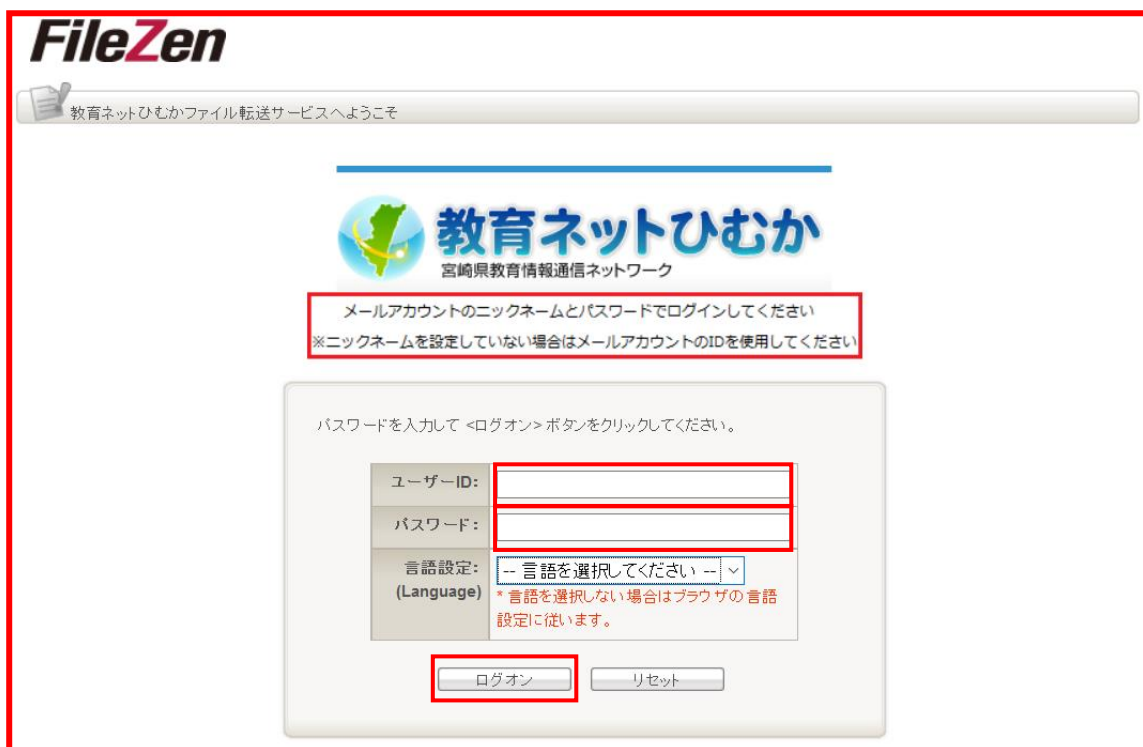 FileZen
教育ネットひむかファイル転送サービスへようこそ
教育ネットひむか
宮崎県教育情報通信ネットワーク
メールアカウントのニックネームとパスワードでログインしてください
※ニックネームを設定していない場合はメールアカウントのIDを使用してください
パスワードを入力して <ログオン> ボタンをクリックしてください。
ユーザーID:
パスワード:
言語設定: -- 言語を選択してください --
(Language) * 言語を選択しない場合はブラウザの言語
設定に従います。
ログオン リセット